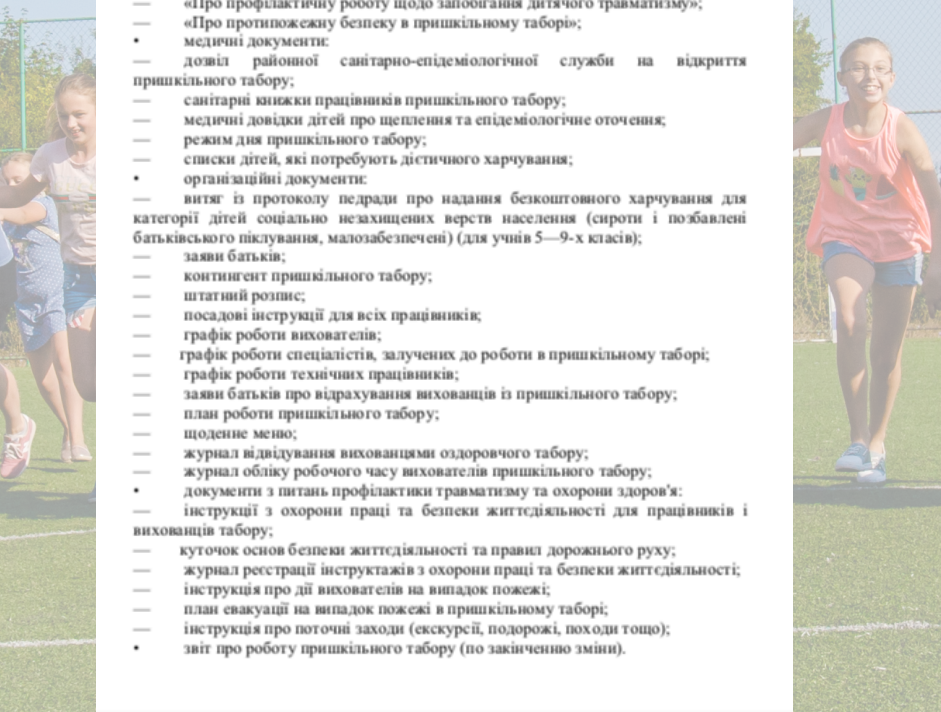 — «Про профілактичну роботу щодо запобігання дитячого травматизму»;
— «Про протипожежну безпеку в пришкільному таборі»;
• медичні документи:
— дозвіл районної санітарно-епідеміологічної служби на відкриття
пришкільного табору;
— санітарні книжки працівників пришкільного табору;
— медичні довідки дітей про щеплення та епідеміологічне оточення;
— режим дня пришкільного табору;
— списки дітей, які потребують дієтичного харчування;
• організаційні документи:
— витяг із протоколу педради про надання безкоштовного харчування для
категорії дітей соціально незахищених верств населення (сироти і позбавлені
батьківського піклування, малозабезпечені) (для учнів 5—9-х класів);
— заяви батьків;
— контингент пришкільного табору;
— штатний розпис;
— посадові інструкції для всіх працівників;
— графік роботи вихователів;
— графік роботи спеціалістів, залучених до роботи в пришкільному таборі;
— графік роботи технічних працівників;
— заяви батьків про відрахування вихованців із пришкільного табору;
— план роботи пришкільного табору;
— щоденне меню;
— журнал відвідування вихованцями оздоровчого табору;
— журнал обліку робочого часу вихователів пришкільного табору;
• документи з питань профілактики травматизму та охорони здоров'я:
— інструкції з охорони праці та безпеки життєдіяльності для працівників і
вихованців табору;
— куточок основ безпеки життєдіяльності та правил дорожнього руху;
— журнал реєстрації інструктажів з охорони праці та безпеки життєдіяльності;
— інструкція про дії вихователів на випадок пожежі;
— план евакуації на випадок пожежі в пришкільному таборі;
— інструкція про поточні заходи (екскурсії, подорожі, походи тощо);
• звіт про роботу пришкільного табору (по закінченню зміни).